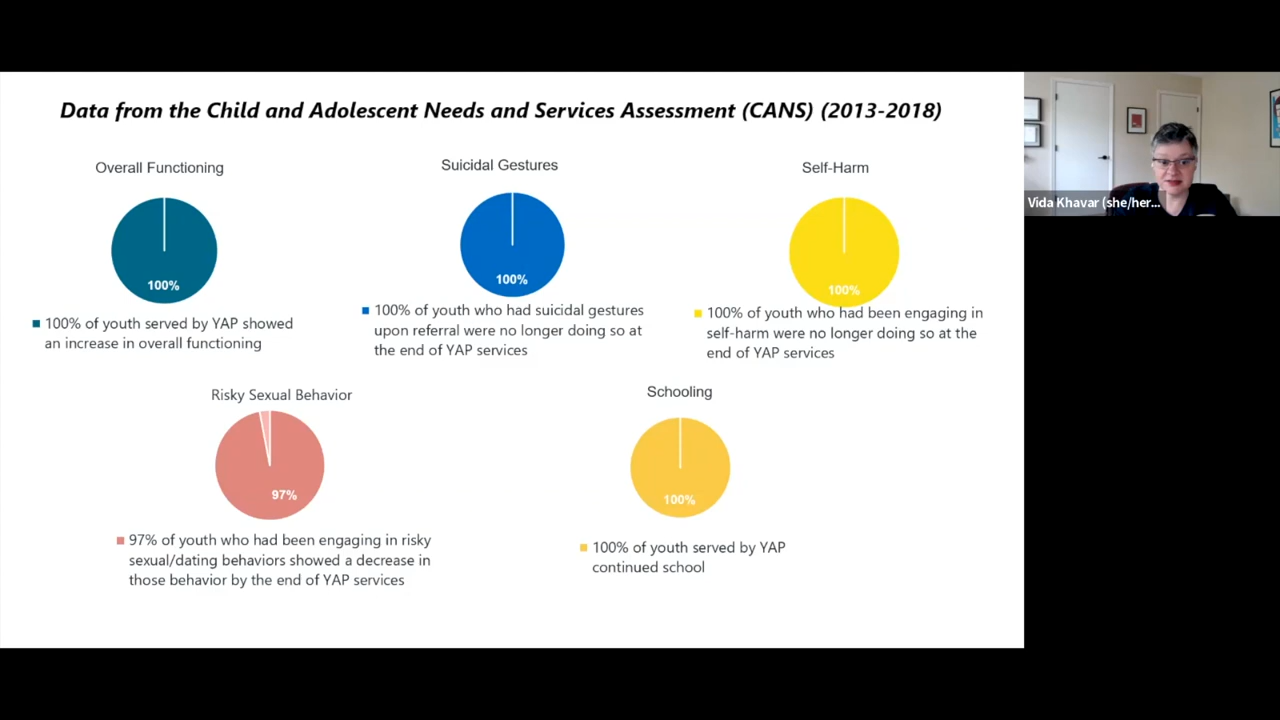 Data from the Child and Adolescent Needs and Services Assessment (CANS) (2013-2018)
Overall Functioning
100%
100% of youth served by YAP showed
an increase in overall functioning
Suicidal Gestures
100%
100% of youth who had suicidal gestures
upon referral were no longer doing so at
the end of YAP services
Self-Harm
100%
100% of youth who had been engaging in
self-harm were no longer doing so at the
end of YAP services
Risky Sexual Behavior
97%
97% of youth who had been engaging in risky
sexual/dating behaviors showed a decrease in
those behavior by the end of YAP services
Schooling
100%
100% of youth served by YAP
continued school
Vida Khavar (she/her...